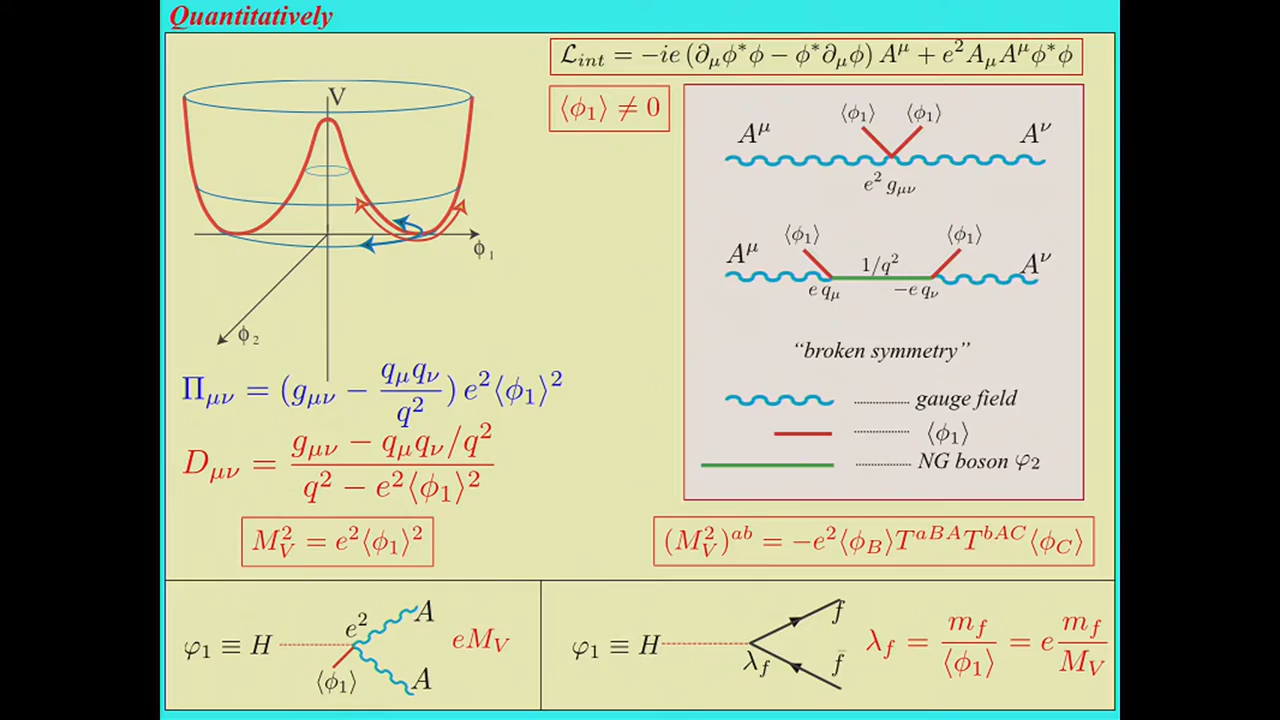 Quantitatively
ℒ_int = −ie (∂_μϕ*ϕ − ϕ*∂_μϕ) A^μ + e²A_μA^μϕ*ϕ
⟨ϕ₁⟩ ≠ 0
V
ϕ₁
ϕ₂
⟨ϕ₁⟩ ⟨ϕ₁⟩
A^μ A^ν
e² g_μν
⟨ϕ₁⟩ ⟨ϕ₁⟩
A^μ 1/q² A^ν
e q_μ −e q_ν
“broken symmetry”
gauge field
⟨ϕ₁⟩
NG boson φ₂
Π_μν = (g_μν − q_μq_ν/q²) e²⟨ϕ₁⟩²
D_μν = (g_μν − q_μq_ν/q²)/(q² − e²⟨ϕ₁⟩²)
M_V² = e²⟨ϕ₁⟩²
(M_V²)^ab = −e²⟨ϕ_B⟩T^aBA T^bAC⟨ϕ_C⟩
φ₁ ≡ H e² A eM_V
⟨ϕ₁⟩ A
φ₁ ≡ H f λ_f = m_f/⟨ϕ₁⟩ = e m_f/M_V
λ_f f̄